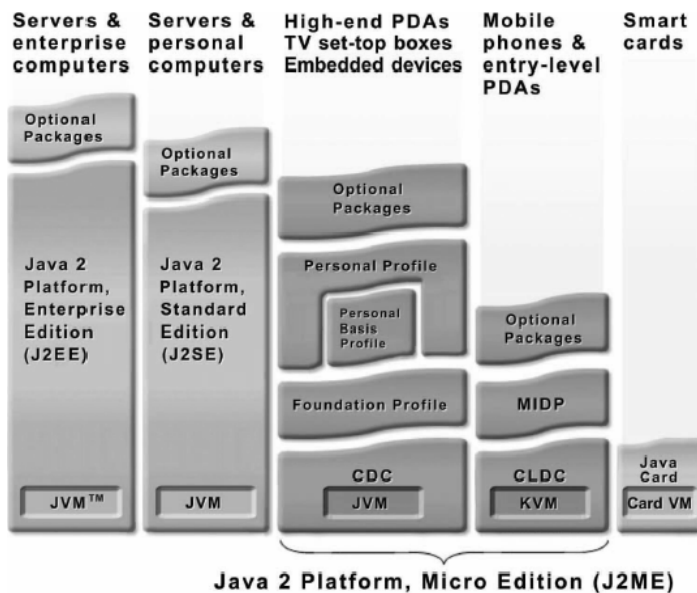 Servers &
enterprise
computers
Servers &
personal
computers
High-end PDAs
TV set-top boxes
Embedded devices
Mobile
phones &
entry-level
PDAs
Smart
cards
Optional
Packages
Java 2
Platform,
Enterprise
Edition
(J2EE)
JVM™
Optional
Packages
Java 2
Platform,
Standard
Edition
(J2SE)
JVM
Optional
Packages
Personal Profile
Personal
Basis
Profile
Foundation Profile
CDC
JVM
Optional
Packages
MIDP
CLDC
KVM
Java
Card
Card VM
Java 2 Platform, Micro Edition (J2ME)